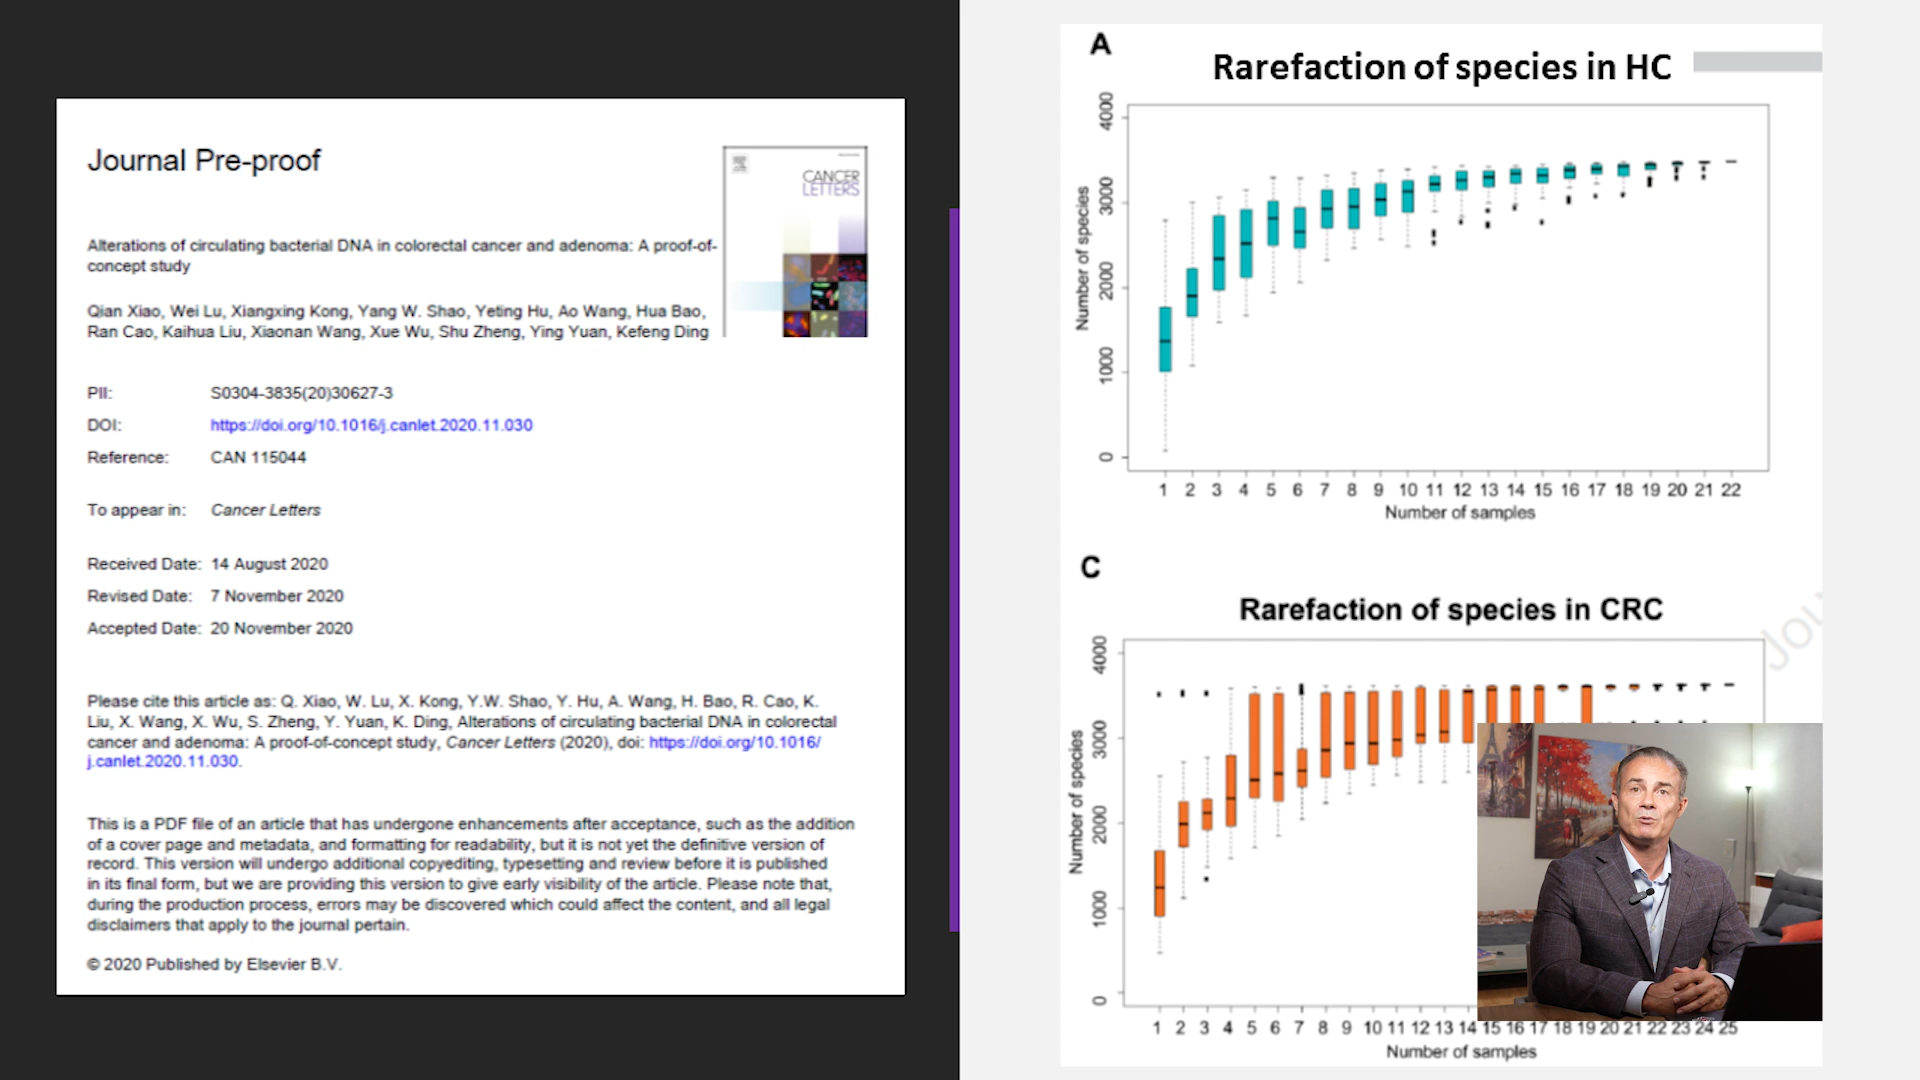 Journal Pre-proof
CANCER
LETTERS
Alterations of circulating bacterial DNA in colorectal cancer and adenoma: A proof-of-
concept study
Qian Xiao, Wei Lu, Xiangxing Kong, Yang W. Shao, Yeting Hu, Ao Wang, Hua Bao,
Ran Cao, Kaihua Liu, Xiaonan Wang, Xue Wu, Shu Zheng, Ying Yuan, Kefeng Ding
PII: S0304-3835(20)30627-3
DOI: https://doi.org/10.1016/j.canlet.2020.11.030
Reference: CAN 115044
To appear in: Cancer Letters
Received Date: 14 August 2020
Revised Date: 7 November 2020
Accepted Date: 20 November 2020
Please cite this article as: Q. Xiao, W. Lu, X. Kong, Y.W. Shao, Y. Hu, A. Wang, H. Bao, R. Cao, K.
Liu, X. Wang, X. Wu, S. Zheng, Y. Yuan, K. Ding, Alterations of circulating bacterial DNA in colorectal
cancer and adenoma: A proof-of-concept study, Cancer Letters (2020), doi: https://doi.org/10.1016/
j.canlet.2020.11.030.
This is a PDF file of an article that has undergone enhancements after acceptance, such as the addition
of a cover page and metadata, and formatting for readability, but it is not yet the definitive version of
record. This version will undergo additional copyediting, typesetting and review before it is published
in its final form, but we are providing this version to give early visibility of the article. Please note that,
during the production process, errors may be discovered which could affect the content, and all legal
disclaimers that apply to the journal pertain.
© 2020 Published by Elsevier B.V.
A
Rarefaction of species in HC
Number of species
4000
3000
2000
1000
0
1 2 3 4 5 6 7 8 9 10 11 12 13 14 15 16 17 18 19 20 21 22
Number of samples
C
Rarefaction of species in CRC
Jou
Number of species
4000
3000
2000
1000
0
1 2 3 4 5 6 7 8 9 10 11 12 13 14 15 16 17 18 19 20 21 22 23 24 25
Number of samples